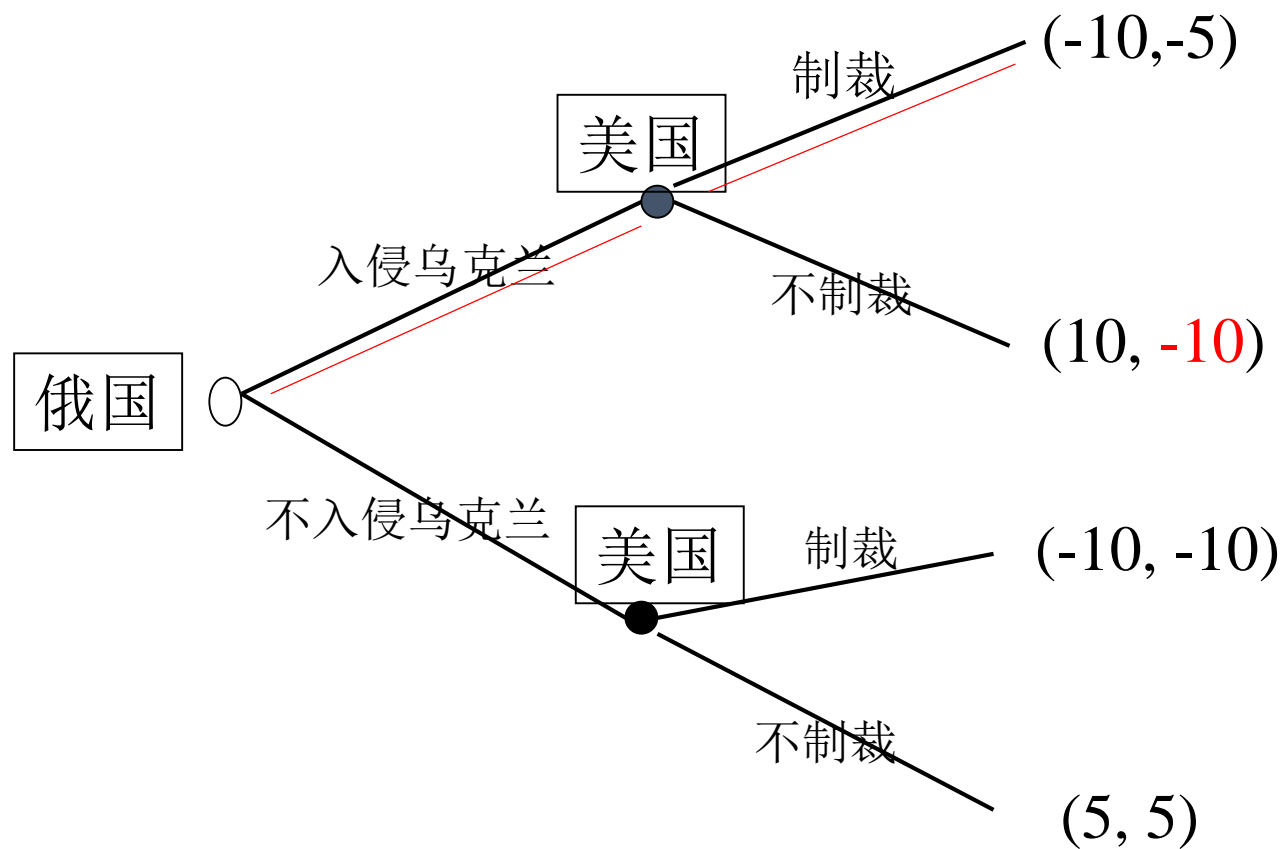 制裁
(-10,-5)
美国
入侵乌克兰
不制裁
(10, -10)
俄国
不入侵乌克兰
美国
制裁
(-10, -10)
不制裁
(5, 5)